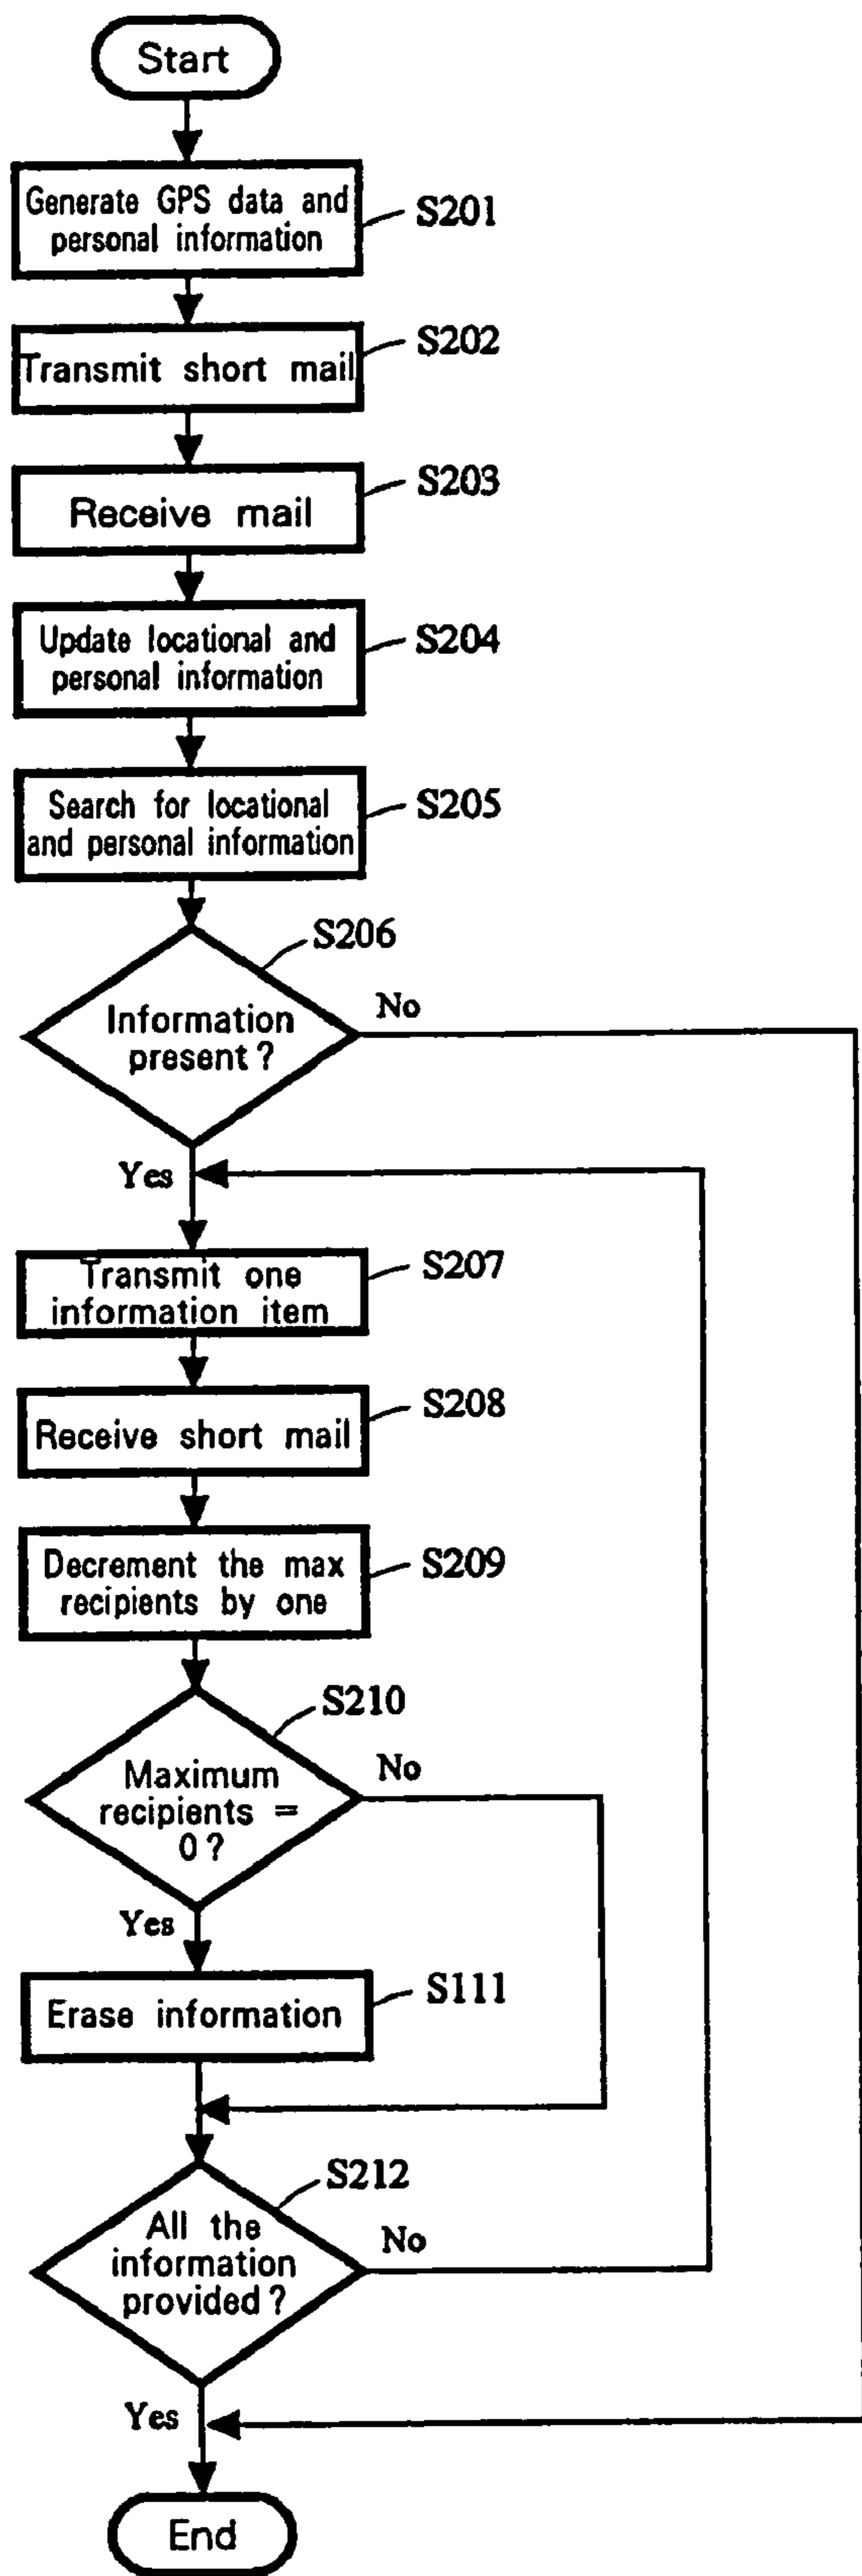 Start
Generate GPS data and
personal information
S201
Transmit short mail
S202
Receive mail
S203
Update locational and
personal information
S204
Search for locational
and personal information
S205
S206
Information
present ?
No
Yes
Transmit one
information item
S207
Receive short mail
S208
Decrement the max
recipients by one
S209
S210
Maximum
recipients =
0 ?
No
Yes
Erase information
S111
S212
All the
information
provided ?
No
Yes
End